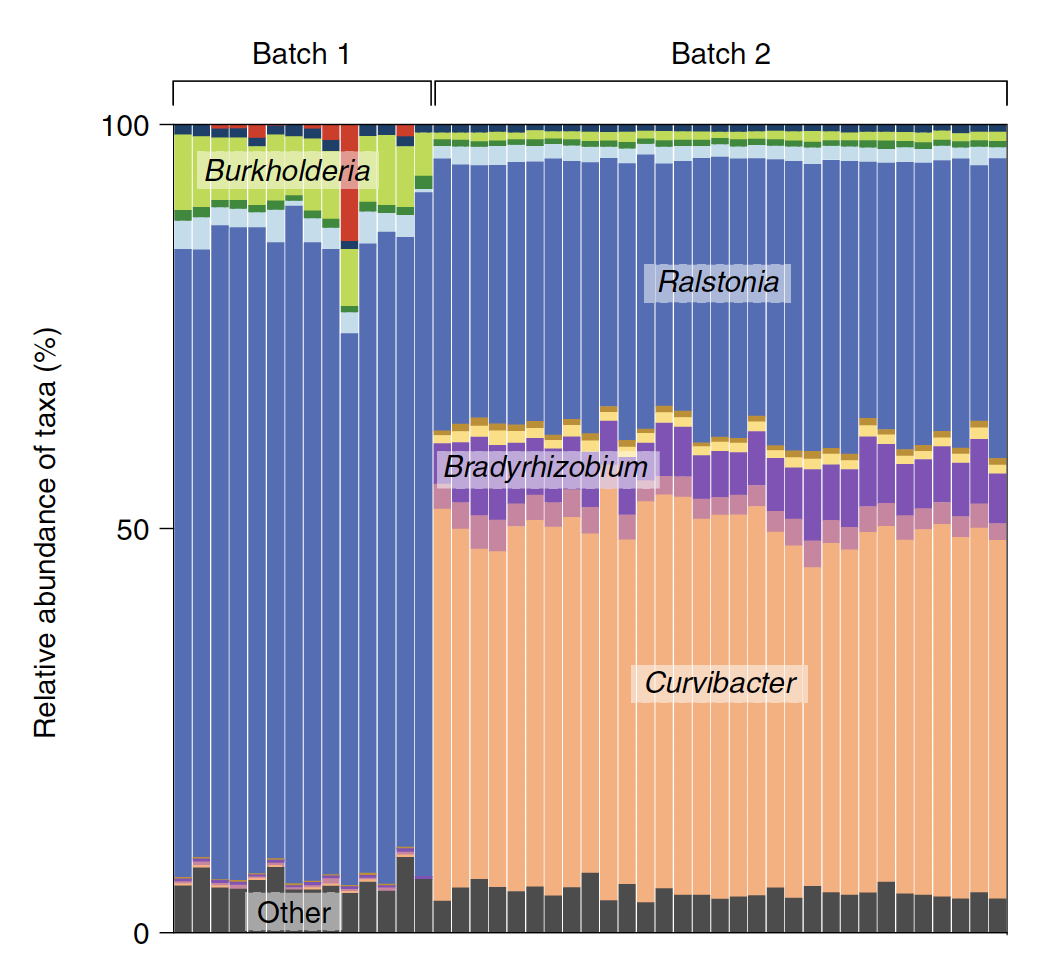 Batch 1
Batch 2
100
Burkholderia
Ralstonia
Bradyrhizobium
50
Curvibacter
Other
0
Relative abundance of taxa (%)